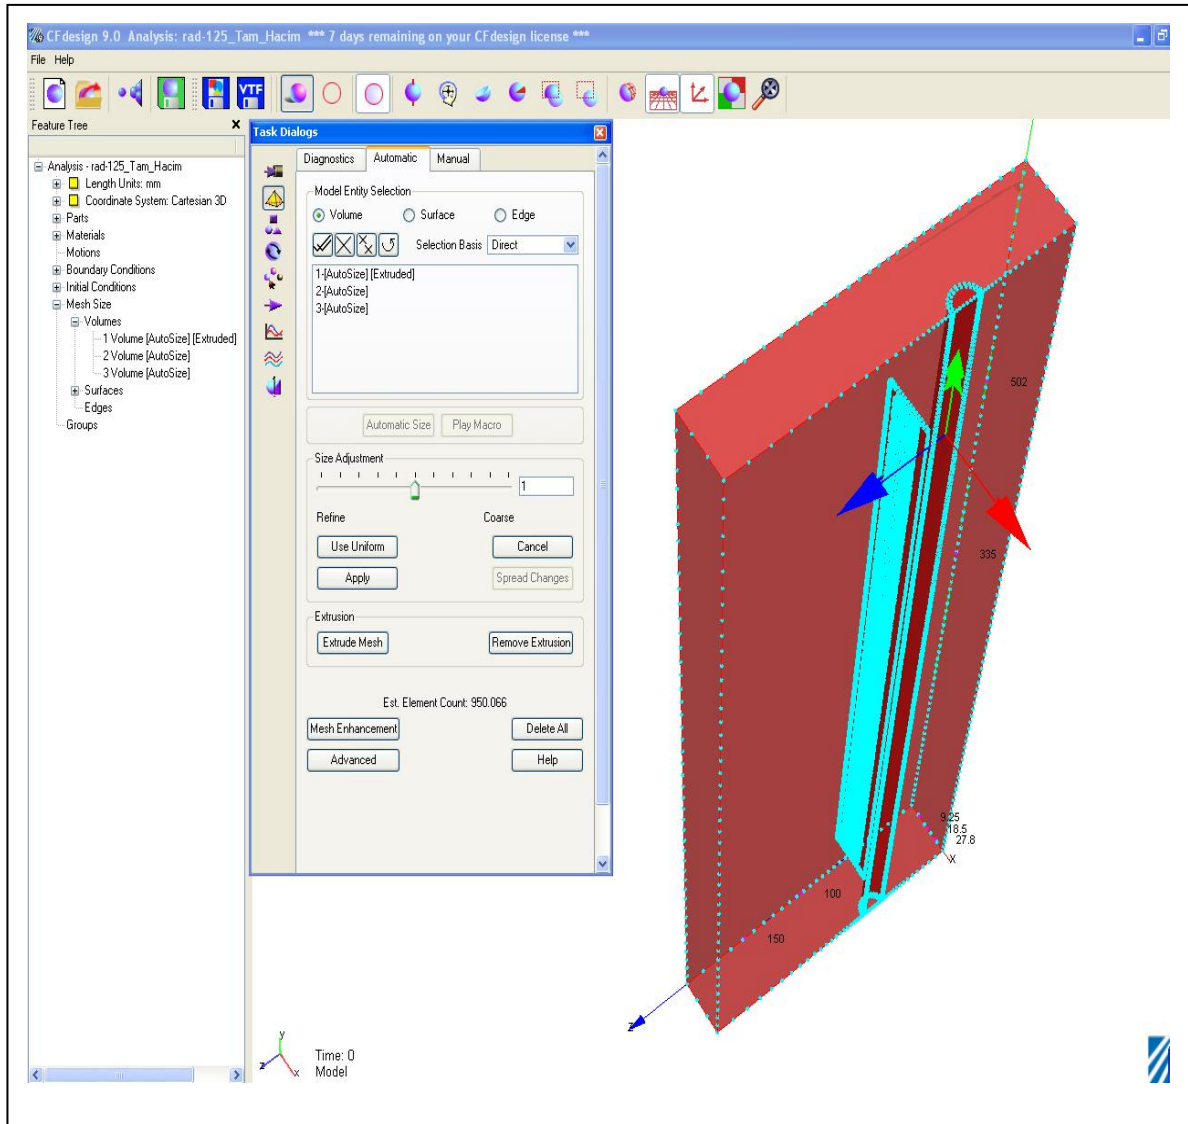 CFdesign 9.0 Analysis: rad-125_Tam_Hacim *** 7 days remaining on your CFdesign license ***
File Help
VTF
Feature Tree
Analysis - rad-125_Tam_Hacim
Length Units: mm
Coordinate System: Cartesian 3D
Parts
Materials
Motions
Boundary Conditions
Initial Conditions
Mesh Size
Volumes
1 Volume [AutoSize] [Extruded]
2 Volume [AutoSize]
3 Volume [AutoSize]
Surfaces
Edges
Groups
Task Dialogs
Diagnostics Automatic Manual
Model Entity Selection
Volume Surface Edge
Selection Basis Direct
1-[AutoSize] [Extruded]
2-[AutoSize]
3-[AutoSize]
Automatic Size Play Macro
Size Adjustment
1
Refine Coarse
Use Uniform Cancel
Apply Spread Changes
Extrusion
Extrude Mesh Remove Extrusion
Est. Element Count: 950.066
Mesh Enhancement Delete All
Advanced Help
502
335
9.25
18.5
27.8
X
100
150
z
y
z
x
Time: 0
Model